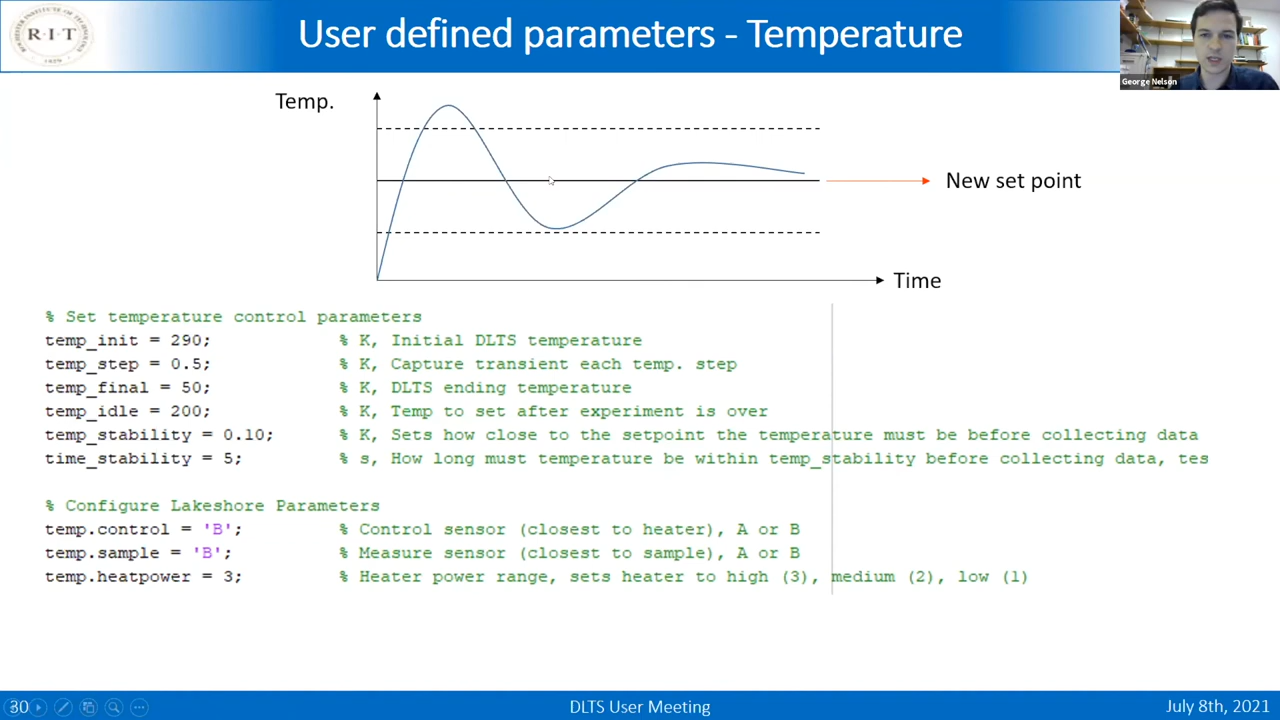 R·I·T
1829
User defined parameters - Temperature
George Nelson
Temp.
New set point
Time
% Set temperature control parameters
temp_init = 290; % K, Initial DLTS temperature
temp_step = 0.5; % K, Capture transient each temp. step
temp_final = 50; % K, DLTS ending temperature
temp_idle = 200; % K, Temp to set after experiment is over
temp_stability = 0.10; % K, Sets how close to the setpoint the temperature must be before collecting data
time_stability = 5; % s, How long must temperature be within temp_stability before collecting data, tes
% Configure Lakeshore Parameters
temp.control = 'B'; % Control sensor (closest to heater), A or B
temp.sample = 'B'; % Measure sensor (closest to sample), A or B
temp.heatpower = 3; % Heater power range, sets heater to high (3), medium (2), low (1)
30
DLTS User Meeting
July 8th, 2021